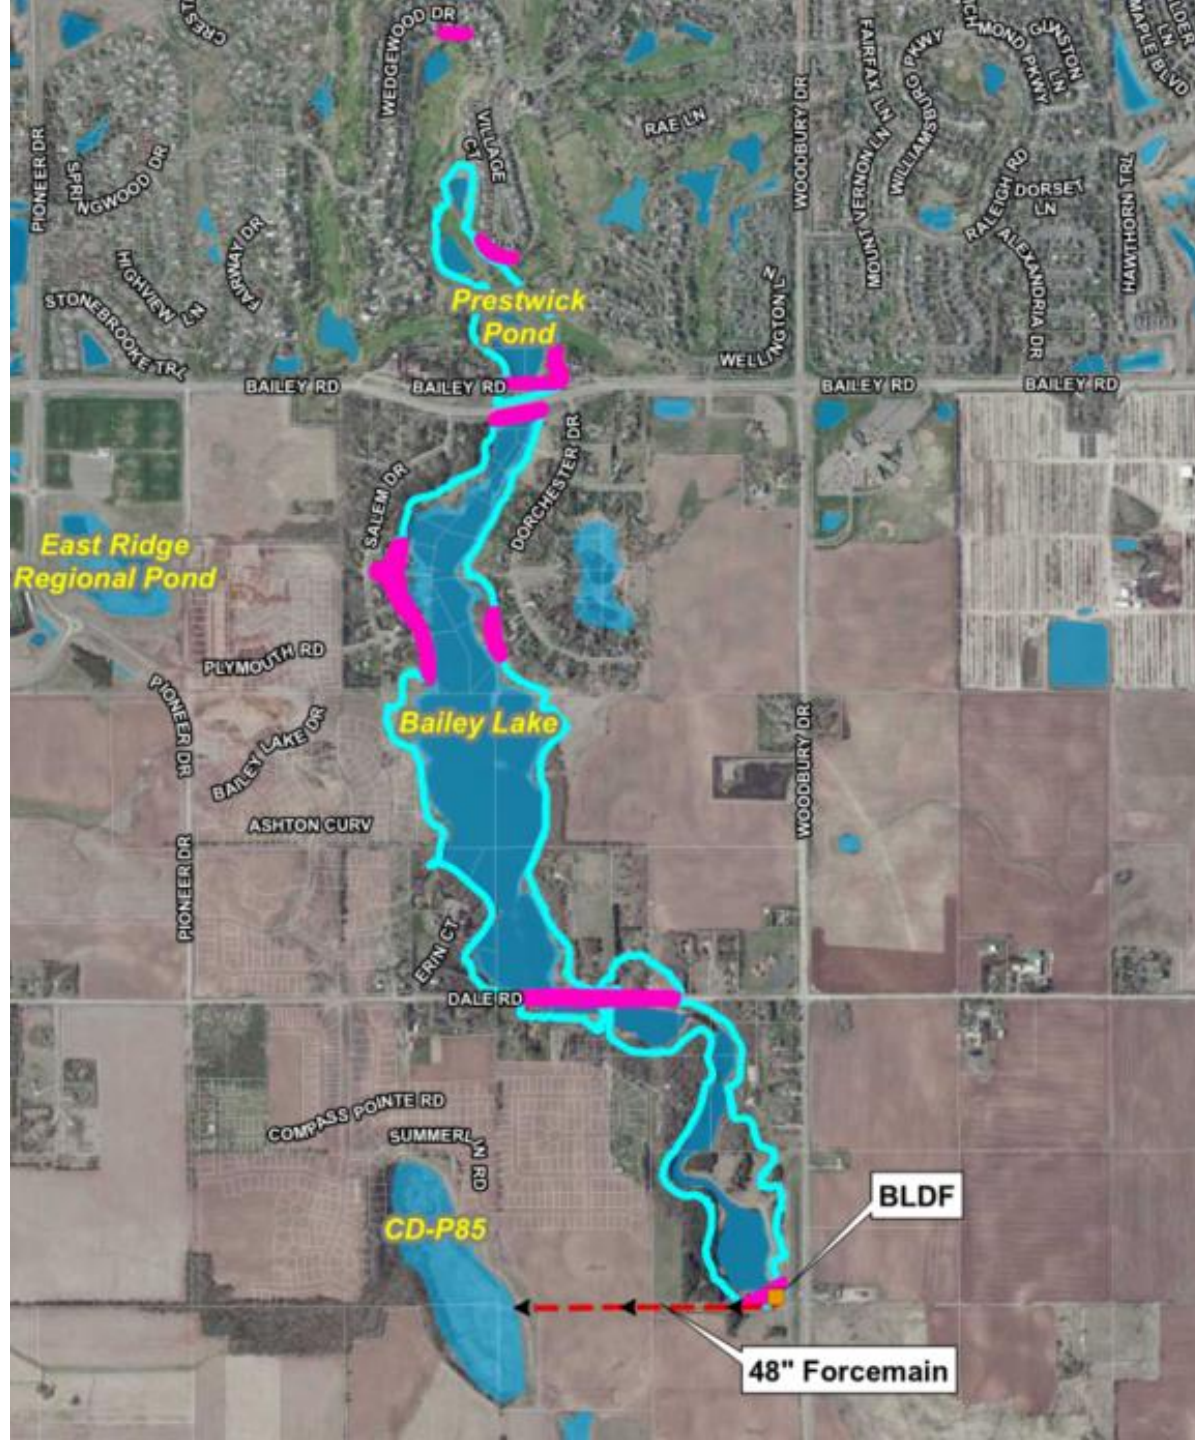 CREST
WEDGEWOOD DR
PIONEER DR
SPRINGWOOD DR
VILLAGE
CT
RAE LN
WOODBURY DR
FAIRFAX LN
MOUNT VERNON LN
WILLIAMSBURG PKWY
RICHMOND PKWY
GUNSTON
LN
MAPLE BLVD
RALEIGH RD
DORSET
LN
ALEXANDRIA DR
HAWTHORN TRL
HIGHVIEW LN
FAIRWAY DR
STONEBROOKE TRL
WELLINGTON LN
Prestwick
Pond
BAILEY RD
BAILEY RD
BAILEY RD
BAILEY RD
SALEM DR
DORCHESTER DR
East Ridge
Regional Pond
PLYMOUTH RD
PIONEER DR
BAILEY LAKE DR
Bailey Lake
WOODBURY DR
ASHTON CURV
PIONEER DR
ERIN CT
DALE RD
COMPASS POINTE RD
SUMMERLYN RD
CD-P85
BLDF
48" Forcemain